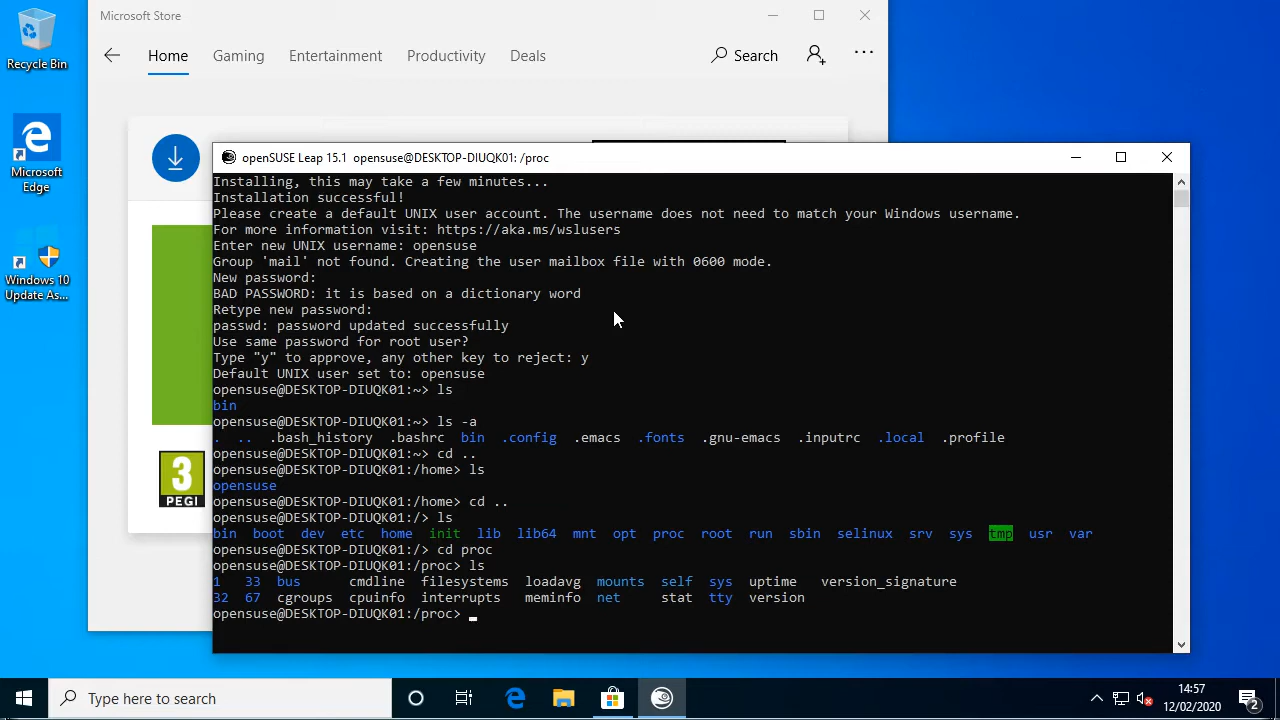 Microsoft Store
Recycle Bin
Home Gaming Entertainment Productivity Deals Search
Microsoft Edge
openSUSE Leap 15.1 opensuse@DESKTOP-DIUQK01: /proc
Installing, this may take a few minutes...
Installation successful!
Please create a default UNIX user account. The username does not need to match your Windows username.
For more information visit: https://aka.ms/wslusers
Enter new UNIX username: opensuse
Group 'mail' not found. Creating the user mailbox file with 0600 mode.
New password:
BAD PASSWORD: it is based on a dictionary word
Retype new password:
passwd: password updated successfully
Use same password for root user?
Type "y" to approve, any other key to reject: y
Default UNIX user set to: opensuse
opensuse@DESKTOP-DIUQK01:~> ls
bin
opensuse@DESKTOP-DIUQK01:~> ls -a
. .. .bash_history .bashrc bin .config .emacs .fonts .gnu-emacs .inputrc .local .profile
opensuse@DESKTOP-DIUQK01:~> cd ..
opensuse@DESKTOP-DIUQK01:/home> ls
opensuse
opensuse@DESKTOP-DIUQK01:/home> cd ..
opensuse@DESKTOP-DIUQK01:/> ls
bin boot dev etc home init lib lib64 mnt opt proc root run sbin selinux srv sys tmp usr var
opensuse@DESKTOP-DIUQK01:/> cd proc
opensuse@DESKTOP-DIUQK01:/proc> ls
1 33 bus cmdline filesystems loadavg mounts self sys uptime version_signature
32 67 cgroups cpuinfo interrupts meminfo net stat tty version
opensuse@DESKTOP-DIUQK01:/proc>
Windows 10
Update As...
3
PEGI
Type here to search
14:57
12/02/2020
2